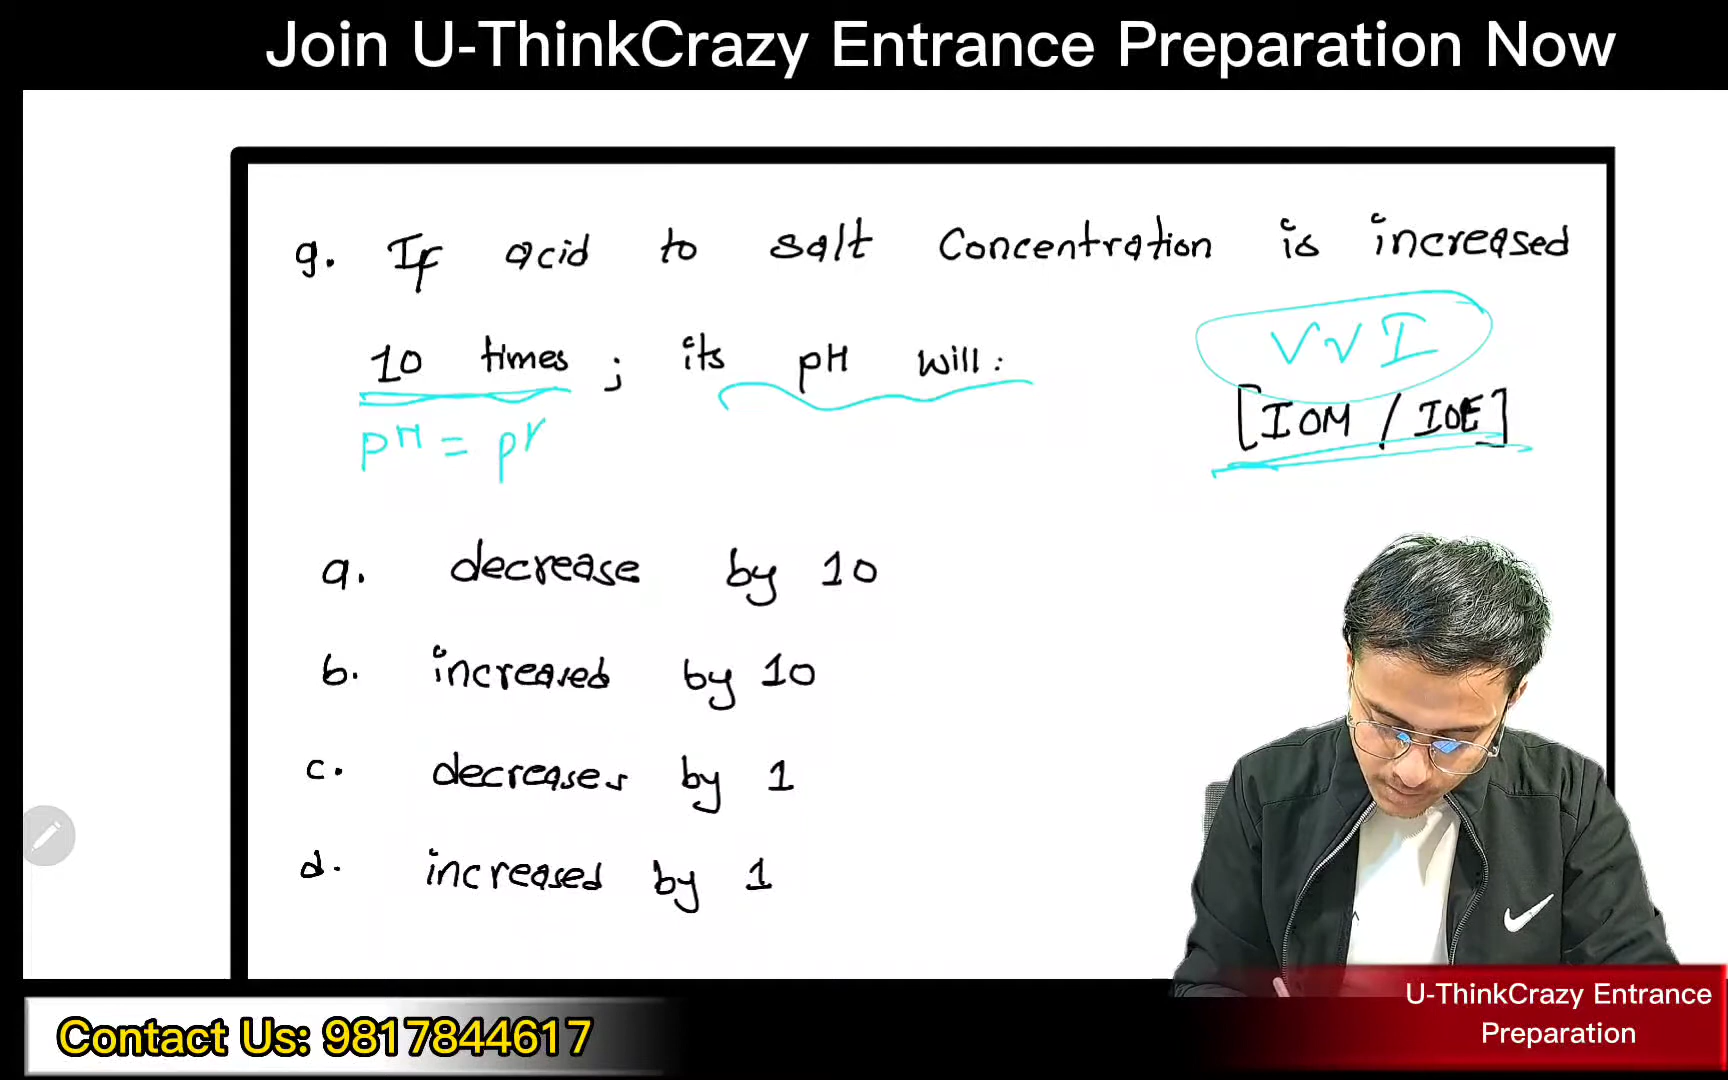 Join U-ThinkCrazy Entrance Preparation Now
9. If acid to salt Concentration is increased
10 times ; its pH will :
VVI
[IOM / IOE]
pH = pK
a. decrease by 10
b. increased by 10
c. decreases by 1
d. increased by 1
U-ThinkCrazy Entrance
Preparation
Contact Us: 9817844617